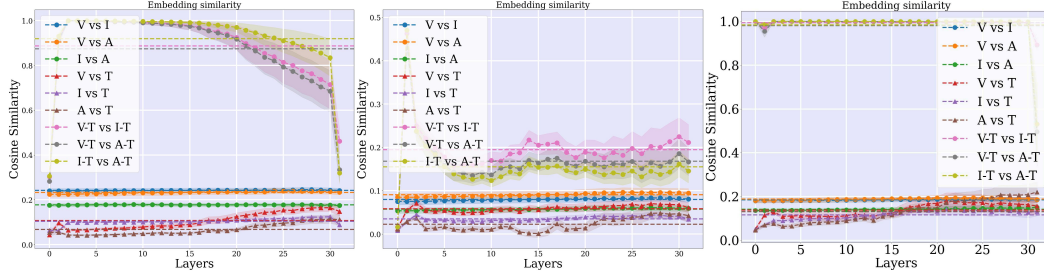 Embedding similarity
1.0
0.8
0.6
0.4
0.2
0.0
Cosine Similarity
V vs I
V vs A
I vs A
V vs T
I vs T
A vs T
V-T vs I-T
V-T vs A-T
I-T vs A-T
0 5 10 15 20 25 30
Layers
Embedding similarity
0.5
0.4
0.3
0.2
0.1
0.0
Cosine Similarity
V vs I
V vs A
I vs A
V vs T
I vs T
A vs T
V-T vs I-T
V-T vs A-T
I-T vs A-T
0 5 10 15 20 25 30
Layers
Embedding similarity
1.0
0.8
0.6
0.4
0.2
0.0
Cosine Similarity
V vs I
V vs A
I vs A
V vs T
I vs T
A vs T
V-T vs I-T
V-T vs A-T
I-T vs A-T
0 5 10 15 20 25 30
Layers